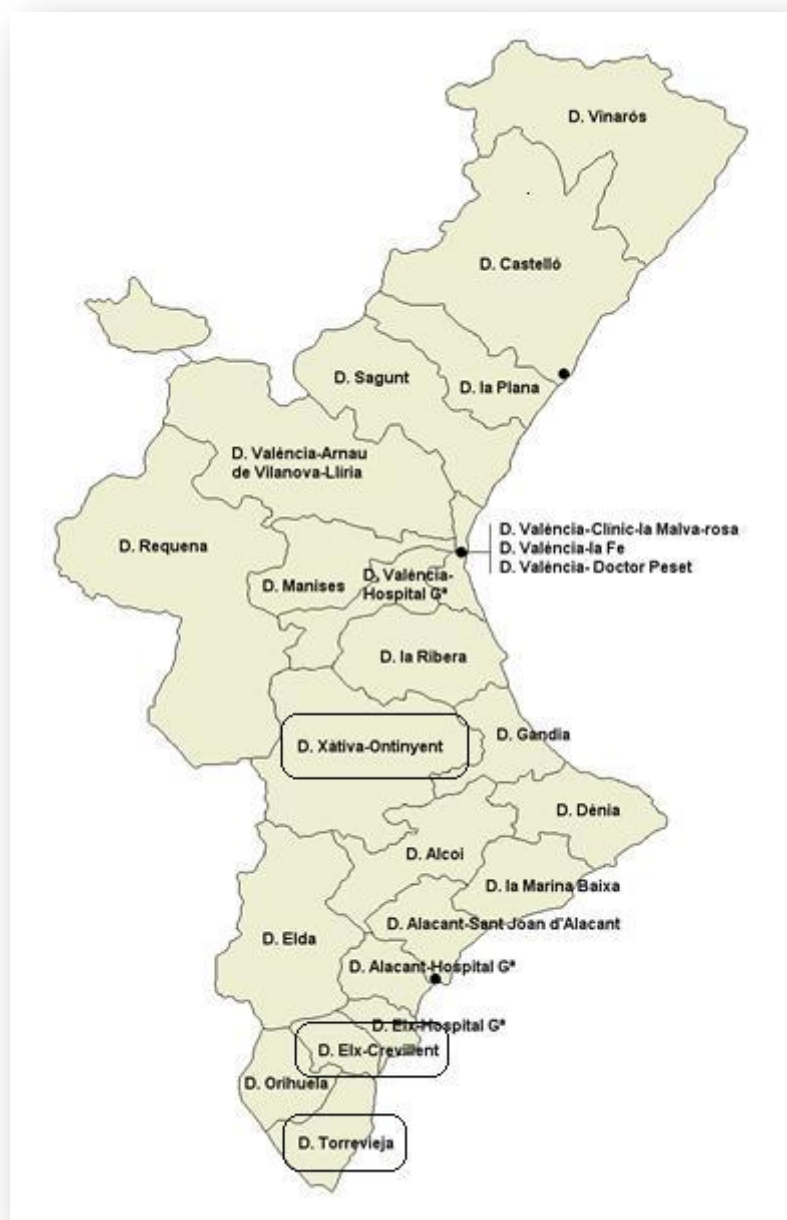 D. Vinarós
D. Castelló
D. Sagunt
D. la Plana
D. València-Arnau
de Vilanova-Llíria
D. València-Clínic-la Malva-rosa
D. València-la Fe
D. València- Doctor Peset
D. Requena
D. Manises
D. València-
Hospital Gª
D. la Ribera
D. Xàtiva-Ontinyent
D. Gandia
D. Dénia
D. Alcoi
D. la Marina Baixa
D. Alacant-Sant Joan d'Alacant
D. Elda
D. Alacant-Hospital Gª
D. Elx-Hospital Gª
D. Elx-Crevillent
D. Orihuela
D. Torrevieja